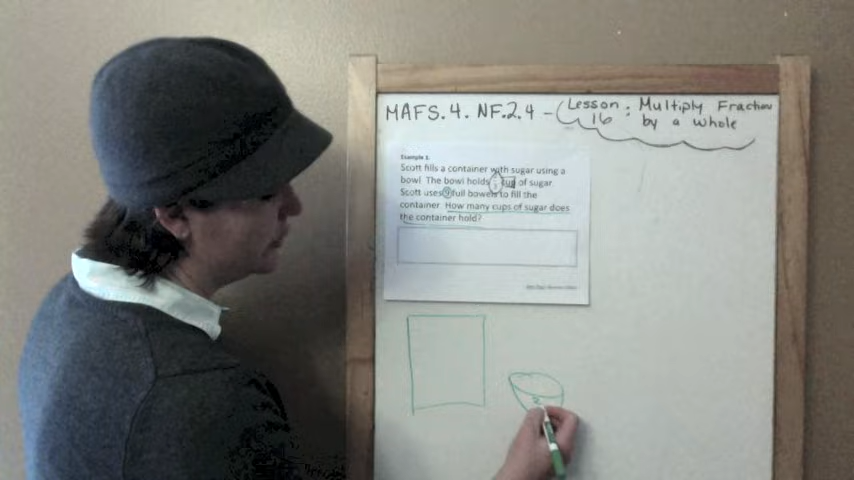 MAFS.4.NF.2.4 - Lesson: Multiply Fraction
16 by a whole
Example 1:
Scott fills a container with sugar using a
bowl. The bowl holds cup of sugar.
Scott uses 9 full bowls to fill the
container. How many cups of sugar does
the container hold?
2